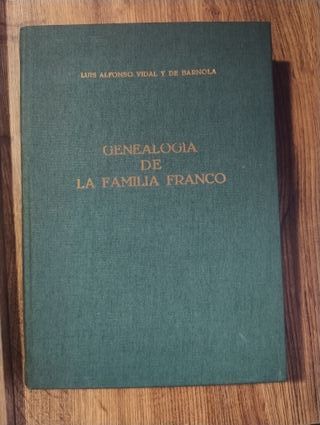 LUIS ALFONSO VIDAL Y DE BARNOLA
GENEALOGIA
DE
LA FAMILIA FRANCO